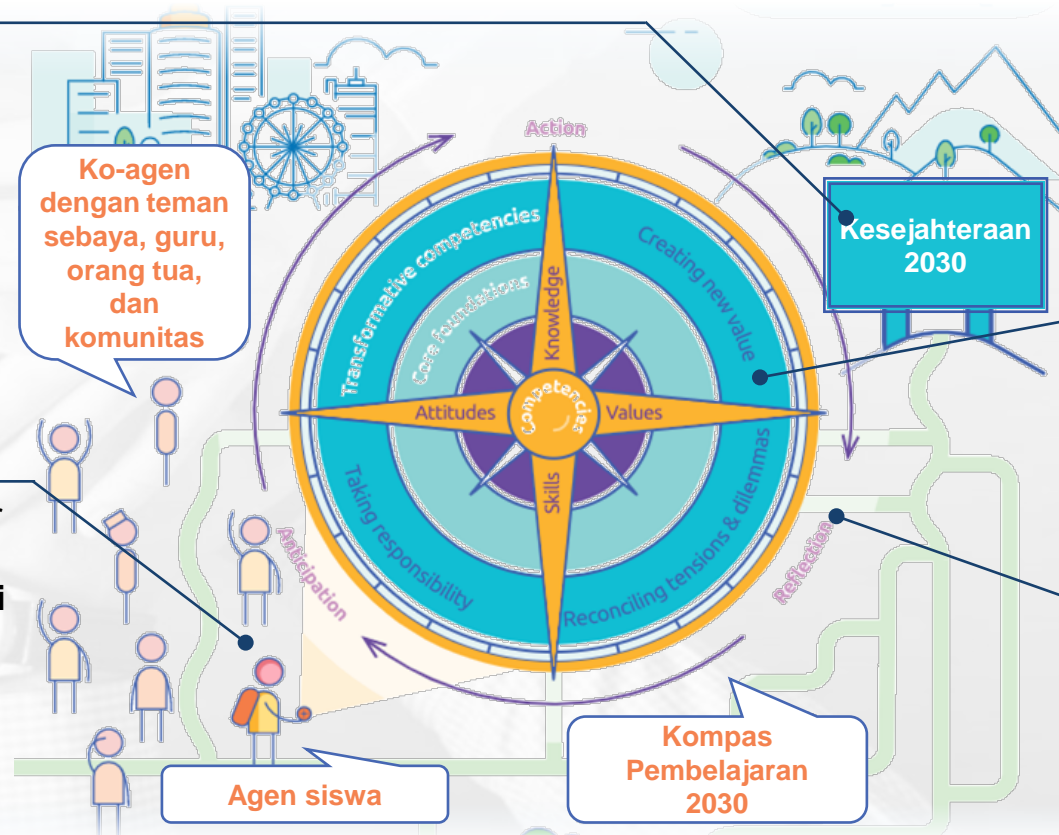 Action
Ko-agen
dengan teman
sebaya, guru,
orang tua,
dan
komunitas
Kesejahteraan
2030
Transformative competencies
Creating new value
Core foundations
Knowledge
Competencies
Attitudes
Values
Skills
Taking responsibility
Reconciling tensions & dilemmas
Anticipation
Reflection
i
Agen siswa
Kompas
Pembelajaran
2030